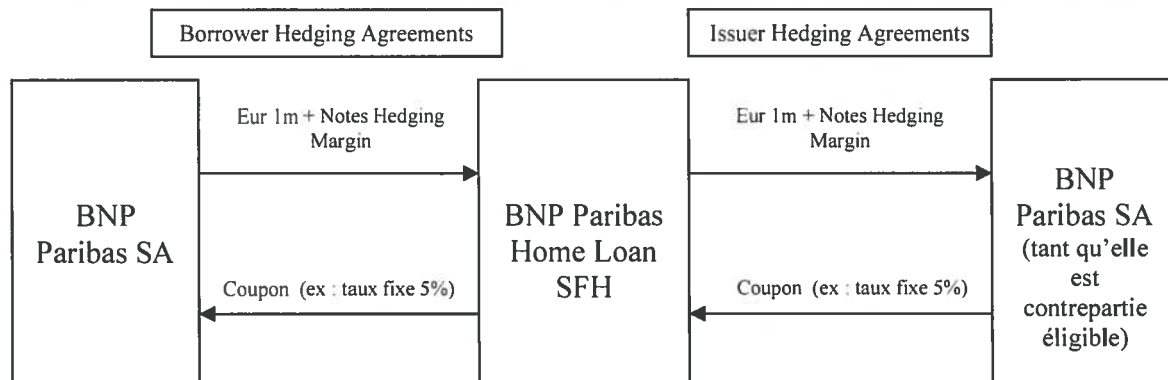 Borrower Hedging Agreements
Issuer Hedging Agreements
Eur 1m + Notes Hedging
Margin
Eur 1m + Notes Hedging
Margin
BNP
Paribas SA
BNP Paribas
Home Loan
SFH
BNP
Paribas SA
(tant qu'elle
est
contrepartie
éligible)
Coupon (ex : taux fixe 5%)
Coupon (ex : taux fixe 5%)